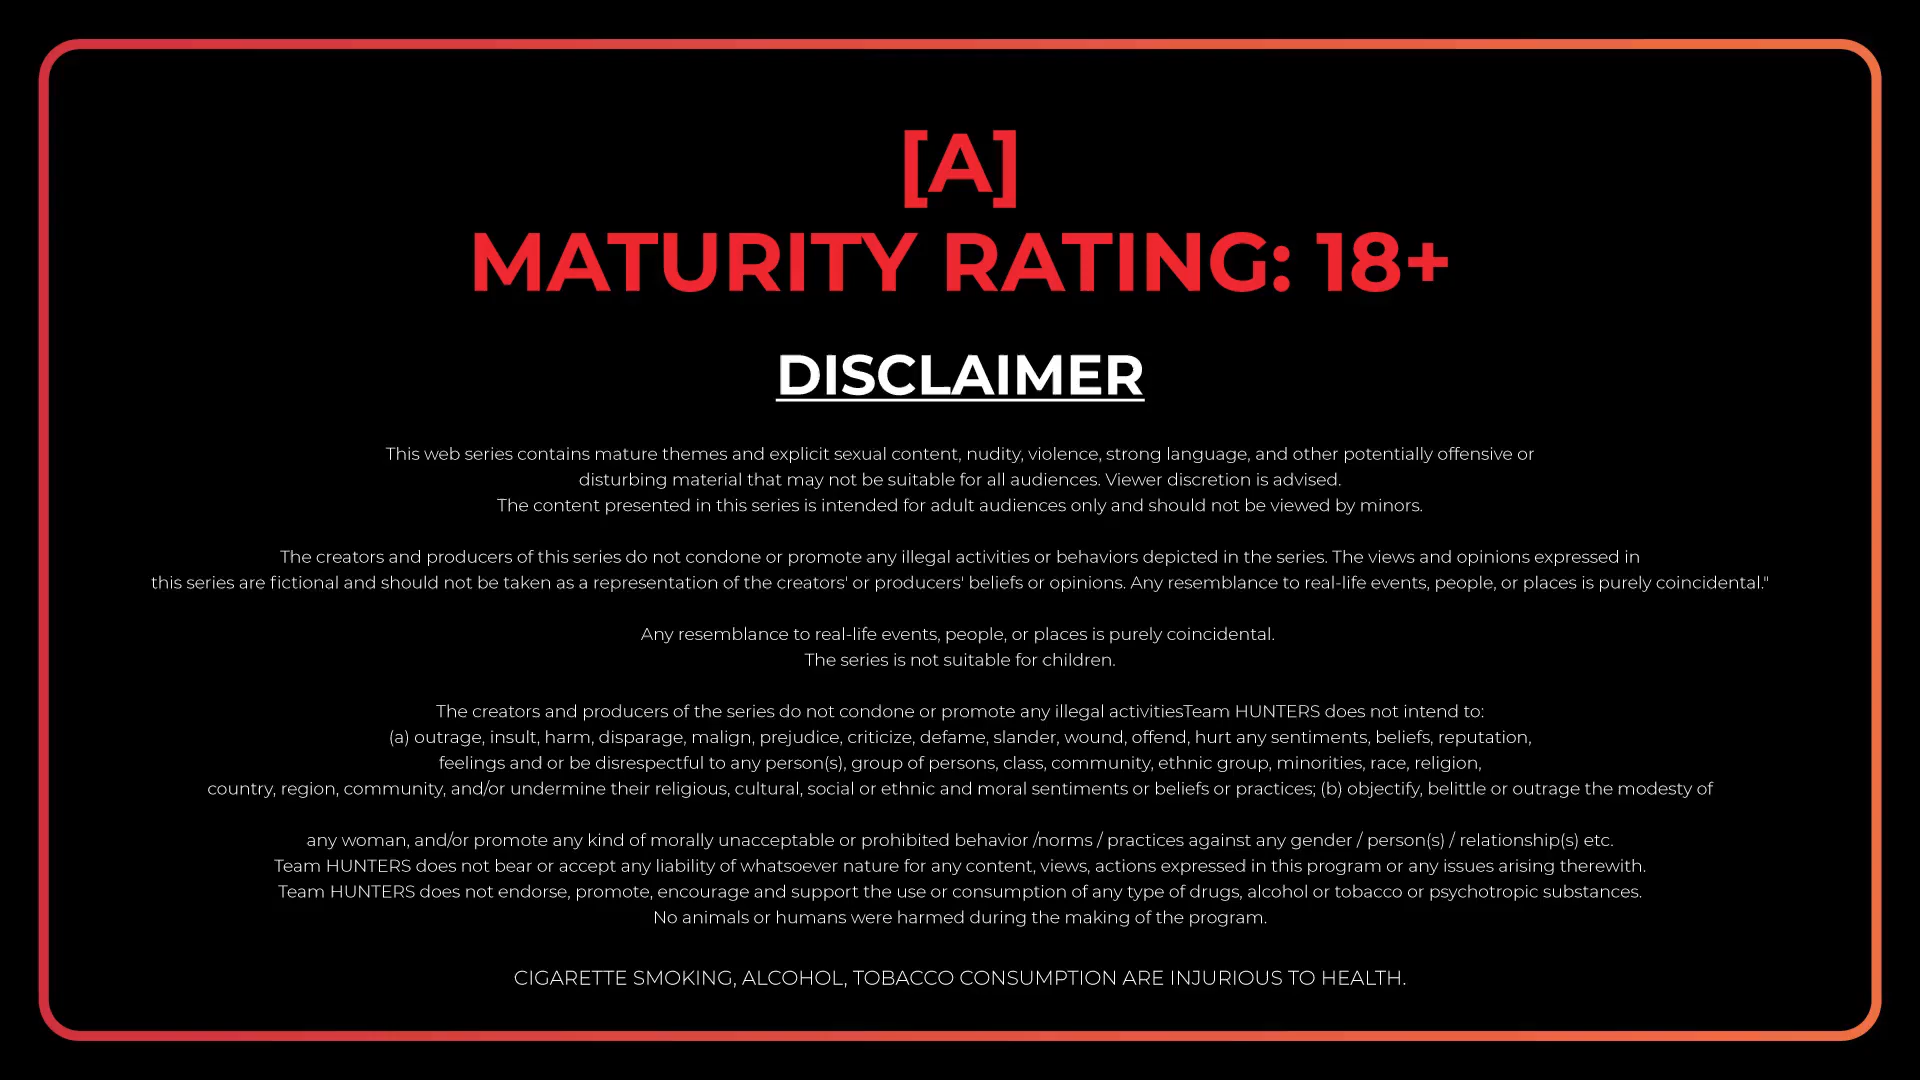 [A]
MATURITY RATING: 18+
DISCLAIMER
This web series contains mature themes and explicit sexual content, nudity, violence, strong language, and other potentially offensive or
disturbing material that may not be suitable for all audiences. Viewer discretion is advised.
The content presented in this series is intended for adult audiences only and should not be viewed by minors.
The creators and producers of this series do not condone or promote any illegal activities or behaviors depicted in the series. The views and opinions expressed in
this series are fictional and should not be taken as a representation of the creators' or producers' beliefs or opinions. Any resemblance to real-life events, people, or places is purely coincidental."
Any resemblance to real-life events, people, or places is purely coincidental.
The series is not suitable for children.
The creators and producers of the series do not condone or promote any illegal activitiesTeam HUNTERS does not intend to:
(a) outrage, insult, harm, disparage, malign, prejudice, criticize, defame, slander, wound, offend, hurt any sentiments, beliefs, reputation,
feelings and or be disrespectful to any person(s), group of persons, class, community, ethnic group, minorities, race, religion,
country, region, community, and/or undermine their religious, cultural, social or ethnic and moral sentiments or beliefs or practices; (b) objectify, belittle or outrage the modesty of
any woman, and/or promote any kind of morally unacceptable or prohibited behavior /norms / practices against any gender / person(s) / relationship(s) etc.
Team HUNTERS does not bear or accept any liability of whatsoever nature for any content, views, actions expressed in this program or any issues arising therewith.
Team HUNTERS does not endorse, promote, encourage and support the use or consumption of any type of drugs, alcohol or tobacco or psychotropic substances.
No animals or humans were harmed during the making of the program.
CIGARETTE SMOKING, ALCOHOL, TOBACCO CONSUMPTION ARE INJURIOUS TO HEALTH.